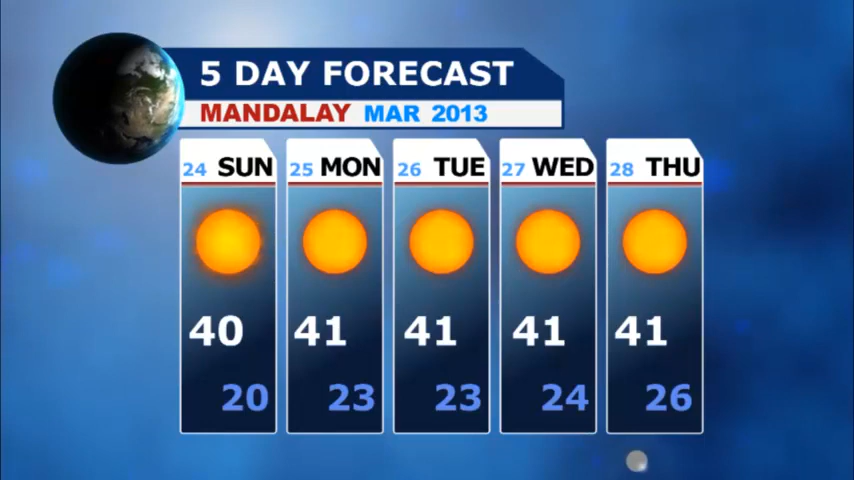 5 DAY FORECAST
MANDALAY MAR 2013
24 SUN 25 MON 26 TUE 27 WED 28 THU
40 41 41 41 41
20 23 23 24 26